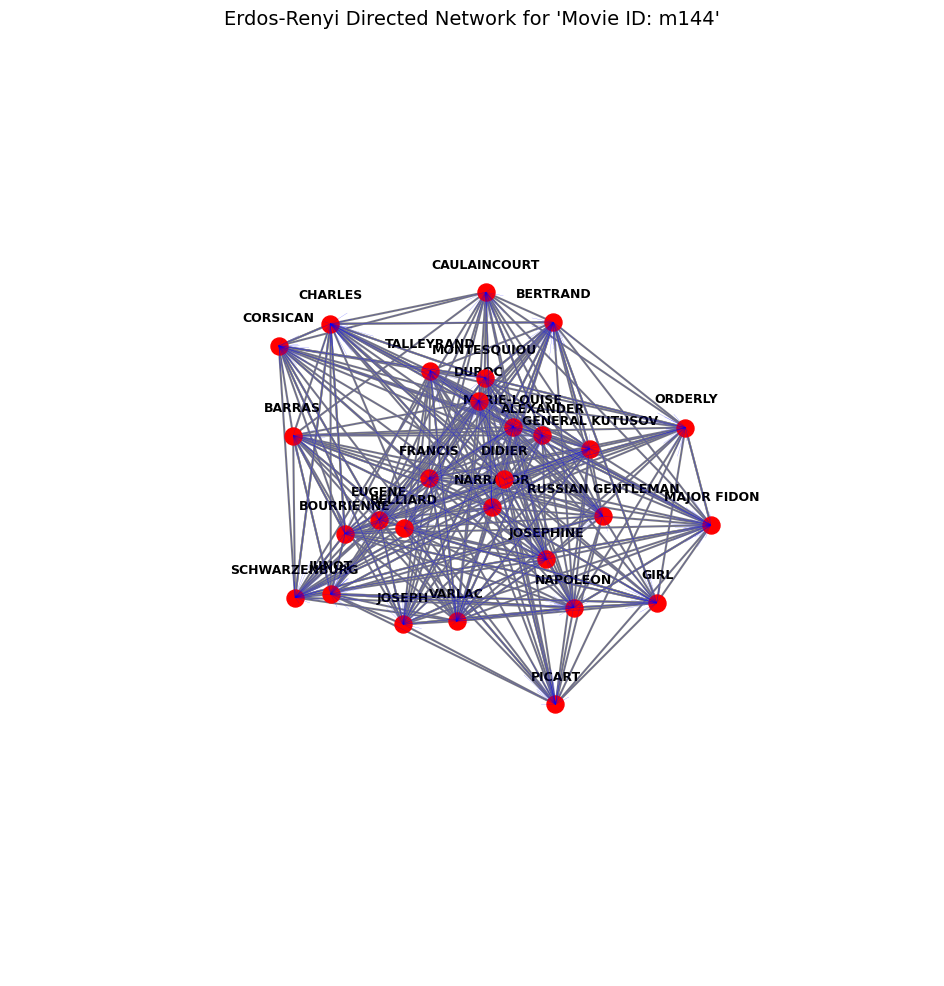 Erdos-Renyi Directed Network for 'Movie ID: m144'
CAULAINCOURT
CHARLES
BERTRAND
CORSICAN
TALLEYRAND
MONTESQUIOU
DUROC
MARIE-LOUISE
ORDERLY
BARRAS
ALEXANDER
GENERAL KUTUSOV
FRANCIS
DIDIER
NARRATOR
RUSSIAN GENTLEMAN
EUGENE
MAJOR FIDON
BELLIARD
BOURRIENNE
JOSEPHINE
SCHWARZENBURG
JUNOT
GIRL
NAPOLEON
JOSEPH
VARLAC
PICART